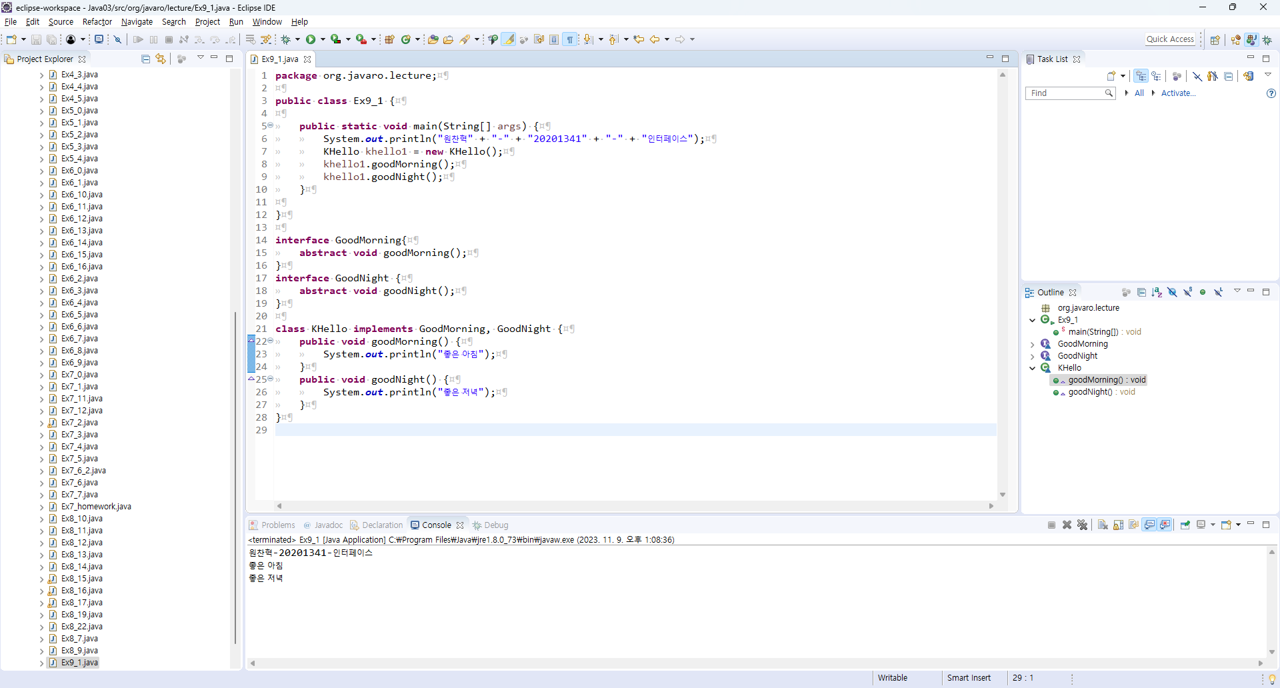 eclipse-workspace - Java03/src/org/javaro/lecture/Ex9_1.java - Eclipse IDE
File Edit Source Refactor Navigate Search Project Run Window Help
Quick Access
Project Explorer
Ex4_3.java
Ex4_4.java
Ex4_5.java
Ex5_0.java
Ex5_1.java
Ex5_2.java
Ex5_3.java
Ex5_4.java
Ex6_0.java
Ex6_1.java
Ex6_10.java
Ex6_11.java
Ex6_12.java
Ex6_13.java
Ex6_14.java
Ex6_15.java
Ex6_16.java
Ex6_2.java
Ex6_3.java
Ex6_4.java
Ex6_5.java
Ex6_6.java
Ex6_7.java
Ex6_8.java
Ex6_9.java
Ex7_0.java
Ex7_1.java
Ex7_11.java
Ex7_12.java
Ex7_2.java
Ex7_3.java
Ex7_4.java
Ex7_5.java
Ex7_6_2.java
Ex7_6.java
Ex7_7.java
Ex7_homework.java
Ex8_10.java
Ex8_11.java
Ex8_12.java
Ex8_13.java
Ex8_14.java
Ex8_15.java
Ex8_16.java
Ex8_17.java
Ex8_19.java
Ex8_22.java
Ex8_7.java
Ex8_9.java
Ex9_1.java
Ex9_1.java
1 package org.javaro.lecture;
2
3 public class Ex9_1 {
4
5 public static void main(String[] args) {
6 System.out.println("원찬혁" + "-" + "20201341" + "-" + "인터페이스");
7 KHello khello1 = new KHello();
8 khello1.goodMorning();
9 khello1.goodNight();
10 }
11
12 }
13
14 interface GoodMorning{
15 abstract void goodMorning();
16 }
17 interface GoodNight {
18 abstract void goodNight();
19 }
20
21 class KHello implements GoodMorning, GoodNight {
22 public void goodMorning() {
23 System.out.println("좋은 아침");
24 }
25 public void goodNight() {
26 System.out.println("좋은 저녁");
27 }
28 }
29
Task List
Find All Activate...
Outline
org.javaro.lecture
Ex9_1
main(String[]) : void
GoodMorning
GoodNight
KHello
goodMorning() : void
goodNight() : void
Problems Javadoc Declaration Console Debug
<terminated> Ex9_1 [Java Application] C:₩Program Files₩Java₩jre1.8.0_73₩bin₩javaw.exe (2023. 11. 9. 오후 1:08:36)
원찬혁-20201341-인터페이스
좋은 아침
좋은 저녁
Writable Smart Insert 29 : 1